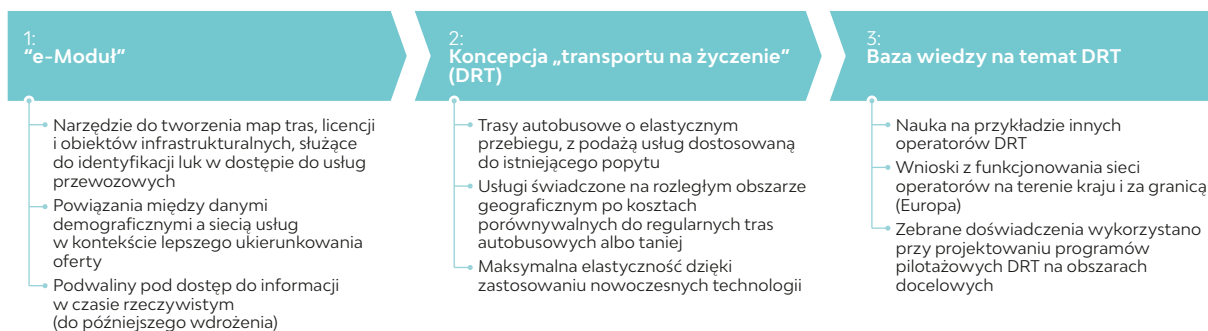 1:
“e-Moduł”
Narzędzie do tworzenia map tras, licencji
i obiektów infrastrukturalnych, służące
do identyfikacji luk w dostępie do usług
przewozowych
Powiązania między danymi
demograficznymi a siecią usług
w kontekście lepszego ukierunkowania
oferty
Podwaliny pod dostęp do informacji
w czasie rzeczywistym
(do późniejszego wdrożenia)
2:
Koncepcja „transportu na życzenie”
(DRT)
Trasy autobusowe o elastycznym
przebiegu, z podażą usług dostosowaną
do istniejącego popytu
Usługi świadczone na rozległym obszarze
geograficznym po kosztach
porównywalnych do regularnych tras
autobusowych albo taniej
Maksymalna elastyczność dzięki
zastosowaniu nowoczesnych technologii
3:
Baza wiedzy na temat DRT
Nauka na przykładzie innych
operatorów DRT
Wnioski z funkcjonowania sieci
operatorów na terenie kraju i za granicą
(Europa)
Zebrane doświadczenia wykorzystano
przy projektowaniu programów
pilotażowych DRT na obszarach
docelowych